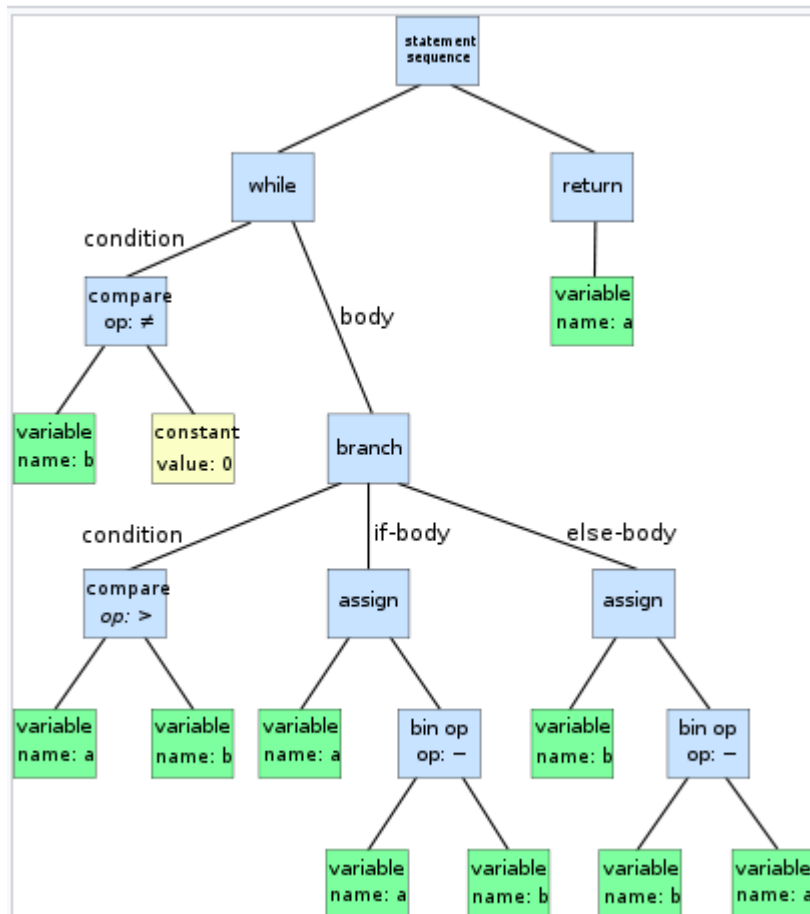 statement
sequence
while
return
condition
compare
op: ≠
body
variable
name: a
variable
name: b
constant
value: 0
branch
condition
if-body
else-body
compare
op: >
assign
assign
variable
name: a
variable
name: b
variable
name: a
bin op
op: −
variable
name: b
bin op
op: −
variable
name: a
variable
name: b
variable
name: b
variable
name: a